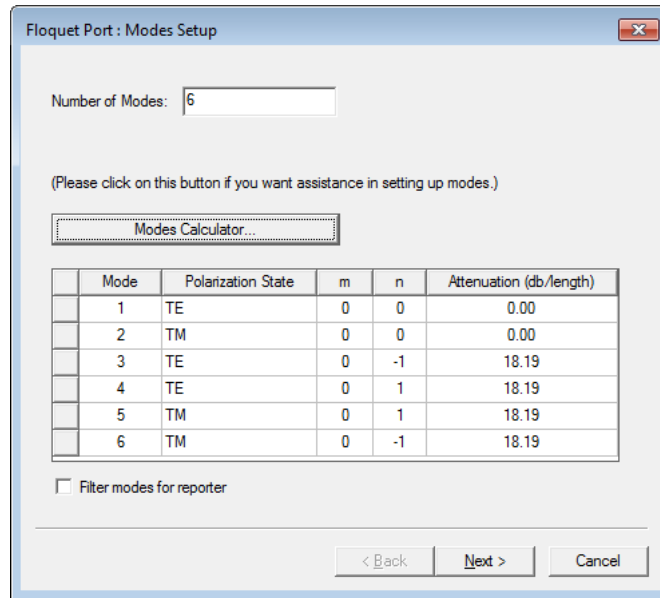 Floquet Port : Modes Setup
Number of Modes: 6
(Please click on this button if you want assistance in setting up modes.)
Modes Calculator...
Mode Polarization State m n Attenuation (db/length)
1 TE 0 0 0.00
2 TM 0 0 0.00
3 TE 0 -1 18.19
4 TE 0 1 18.19
5 TM 0 1 18.19
6 TM 0 -1 18.19
Filter modes for reporter
< Back Next > Cancel